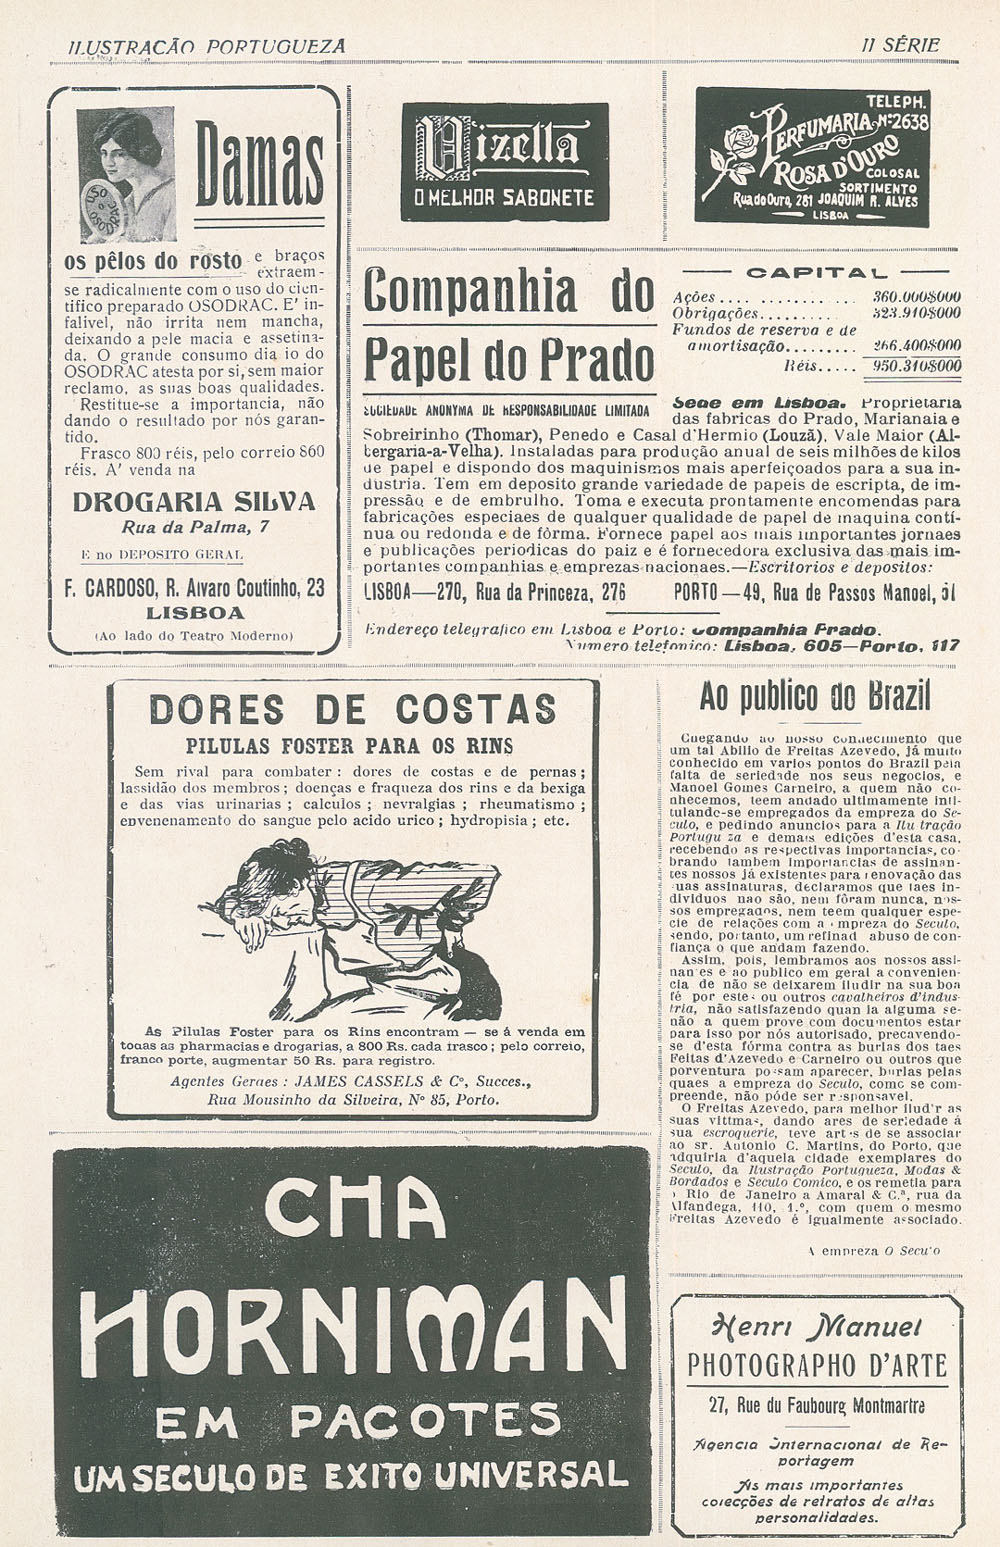 ILUSTRAÇÃO PORTUGUEZA
II SÉRIE
USO O OSODRAC
Damas
os pêlos do rosto e braços
extraem-
se radicalmente com o uso do cien-
tifico preparado OSODRAC. E' in-
falivel, não irrita nem mancha,
deixando a pele macia e assetina-
da. O grande consumo dia io do
OSODRAC atesta por si, sem maior
reclamo, as suas boas qualidades.
Restitue-se a importancia, não
dando o resultado por nós garan-
tido.
Frasco 800 réis, pelo correio 860
réis. A' venda na
DROGARIA SILVA
Rua da Palma, 7
E no DEPOSITO GERAL
F. CARDOSO, R. Alvaro Coutinho, 23
LISBOA
(Ao lado do Teatro Moderno)
Aizella
O MELHOR SABONETE
TELEPH.
Nº 2638
PERFUMARIA
ROSA D'OURO
COLOSAL
SORTIMENTO
Rua do Ouro, 281 JOAQUIM R. ALVES
LISBOA
Companhia do
Papel do Prado
SOCIEDADE ANONYMA DE RESPONSABILIDADE LIMITADA
CAPITAL
Ações .... ............ 360.000$000
Obrigações.......... 323.910$000
Fundos de reserva e de
amortisação......... 266.400$000
Réis..... 950.310$000
Séde em Lisboa. Proprietaria
das fabricas do Prado, Marianaia e
Sobreirinho (Thomar), Penedo e Casal d'Hermio (Louzã), Vale Maior (Al-
bergaria-a-Velha). Instaladas para produção anual de seis milhões de kilos
de papel e dispondo dos maquinismos mais aperfeiçoados para a sua in-
dustria. Tem em deposito grande variedade de papeis de escripta, de im-
pressão e de embrulho. Toma e executa prontamente encomendas para
fabricações especiaes de qualquer qualidade de papel de maquina contí-
nua ou redonda e de fòrma. Fornece papel aos mais importantes jornaes
e publicações periodicas do paiz e é fornecedora exclusiva das mais im-
portantes companhias e emprezas nacionaes.—Escritorios e depositos:
LISBOA—270, Rua da Princeza, 276 PORTO—49, Rua de Passos Manoel, 51
Endereço telegrafico em Lisboa e Porto: Companhia Prado.
Numero telefonico: Lisboa, 605—Porto, 117
DORES DE COSTAS
PILULAS FOSTER PARA OS RINS
Sem rival para combater : dores de costas e de pernas ;
lassidão dos membros ; doenças e fraqueza dos rins e da bexiga
e das vias urinarias ; calculos ; nevralgias ; rheumatismo ;
envenenamento do sangue pelo acido urico ; hydropisia ; etc.
As Pilulas Foster para os Rins encontram — se á venda em
todas as pharmacias e drogarias, a 800 Rs. cada frasco ; pelo correio,
franco porte, augmentar 50 Rs. para registro.
Agentes Geraes : JAMES CASSELS & Cº, Succes.,
Rua Mousinho da Silveira, Nº 85, Porto.
CHA
HORNIMAN
EM PACOTES
UM SECULO DE EXITO UNIVERSAL
Ao publico do Brazil
Chegando ao nosso conhecimento que
um tal Abilio de Freitas Azevedo, já muito
conhecido em varios pontos do Brazil pela
falta de seriedade nos seus negocios, e
Manoel Gomes Carneiro, a quem não co-
nhecemos, teem andado ultimamente inti-
tulando-se empregados da empreza do Se-
culo, e pedindo anuncios para a Ilu tração
Portugu za e demais edições d'esta casa,
recebendo as respectivas importancias, co-
brando tambem importancias de assinan-
tes nossos já existentes para renovação das
suas assinaturas, declaramos que taes in-
dividuos não são, nem fôram nunca, nos-
sos empregados, nem teem qualquer espe-
cie de relações com a empreza do Seculo,
sendo, portanto, um refinad abuso de con-
fiança o que andam fazendo.
Assim, pois, lembramos aos nossos assi-
nantes e ao publico em geral a convenien-
cia de não se deixarem iludir na sua boa
fé por estes ou outros cavalheiros d'indus-
tria, não satisfazendo quan ia alguma se-
não a quem prove com documentos estar
para isso por nós autorisado, precavendo-
se d'esta fórma contra as burlas dos taes
Feitas d'Azevedo e Carneiro ou outros que
porventura possam aparecer, burlas pelas
quaes a empreza do Seculo, como se com-
preende, não póde ser responsavel.
O Freitas Azevedo, para melhor iludir as
suas vitimas, dando ares de seriedade á
sua escroquerie, teve artes de se associar
ao sr. Antonio C. Martins, do Porto, que
adquiria d'aquela cidade exemplares do
Seculo, da Ilustração Portugueza, Modas &
Bordados e Seculo Comico, e os remetia para
o Rio de Janeiro a Amaral & C.ª, rua da
Alfandega, 110, 1.º, com quem o mesmo
Freitas Azevedo é igualmente associado.
A empreza O Seculo
Henri Manuel
PHOTOGRAPHO D'ARTE
27, Rue du Faubourg Montmartre
Agencia Internacional de Re-
portagem
As mais importantes
colecções de retratos de altas
personalidades.